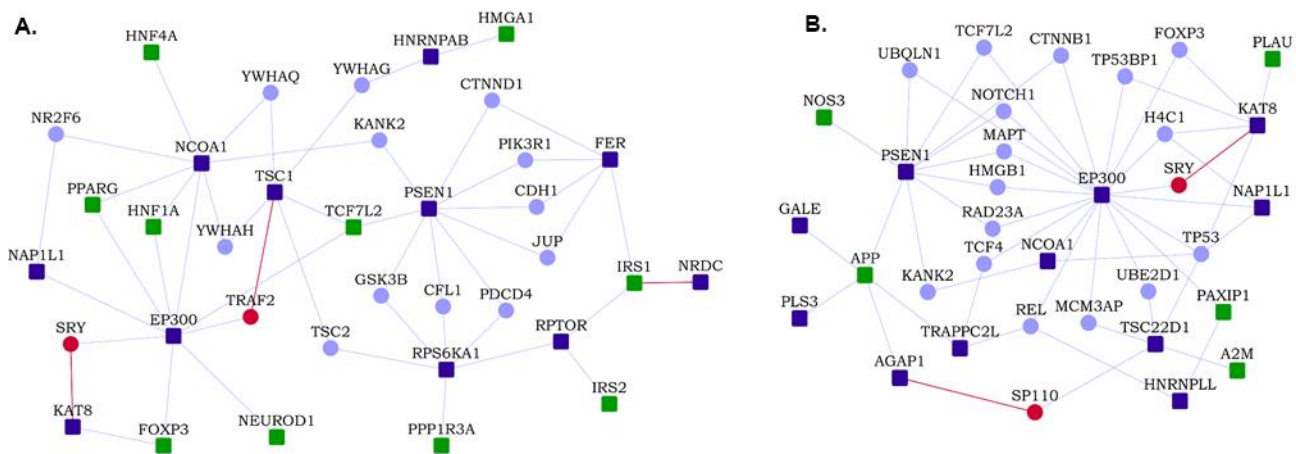 A.
HNF4A
HMGA1
HNRNPAB
YWHAQ
YWHAG
CTNND1
NR2F6
NCOA1
KANK2
PIK3R1
FER
TSC1
PSEN1
CDH1
PPARG
HNF1A
TCF7L2
YWHAH
JUP
NAP1L1
IRS1
NRDC
GSK3B
CFL1
PDCD4
TRAF2
SRY
EP300
TSC2
RPTOR
RPS6KA1
IRS2
KAT8
FOXP3
NEUROD1
PPP1R3A
B.
TCF7L2
CTNNB1
FOXP3
UBQLN1
TP53BP1
PLAU
NOS3
NOTCH1
KAT8
H4C1
MAPT
PSEN1
HMGB1
EP300
SRY
NAP1L1
GALE
RAD23A
TCF4
NCOA1
TP53
APP
KANK2
UBE2D1
PLS3
REL
MCM3AP
PAXIP1
TRAPPC2L
TSC22D1
AGAP1
A2M
SP110
HNRNPLL